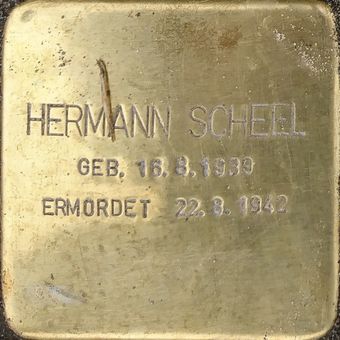 HERMANN SCHEEL
GEB. 16.8.1939
ERMORDET 22.8.1942